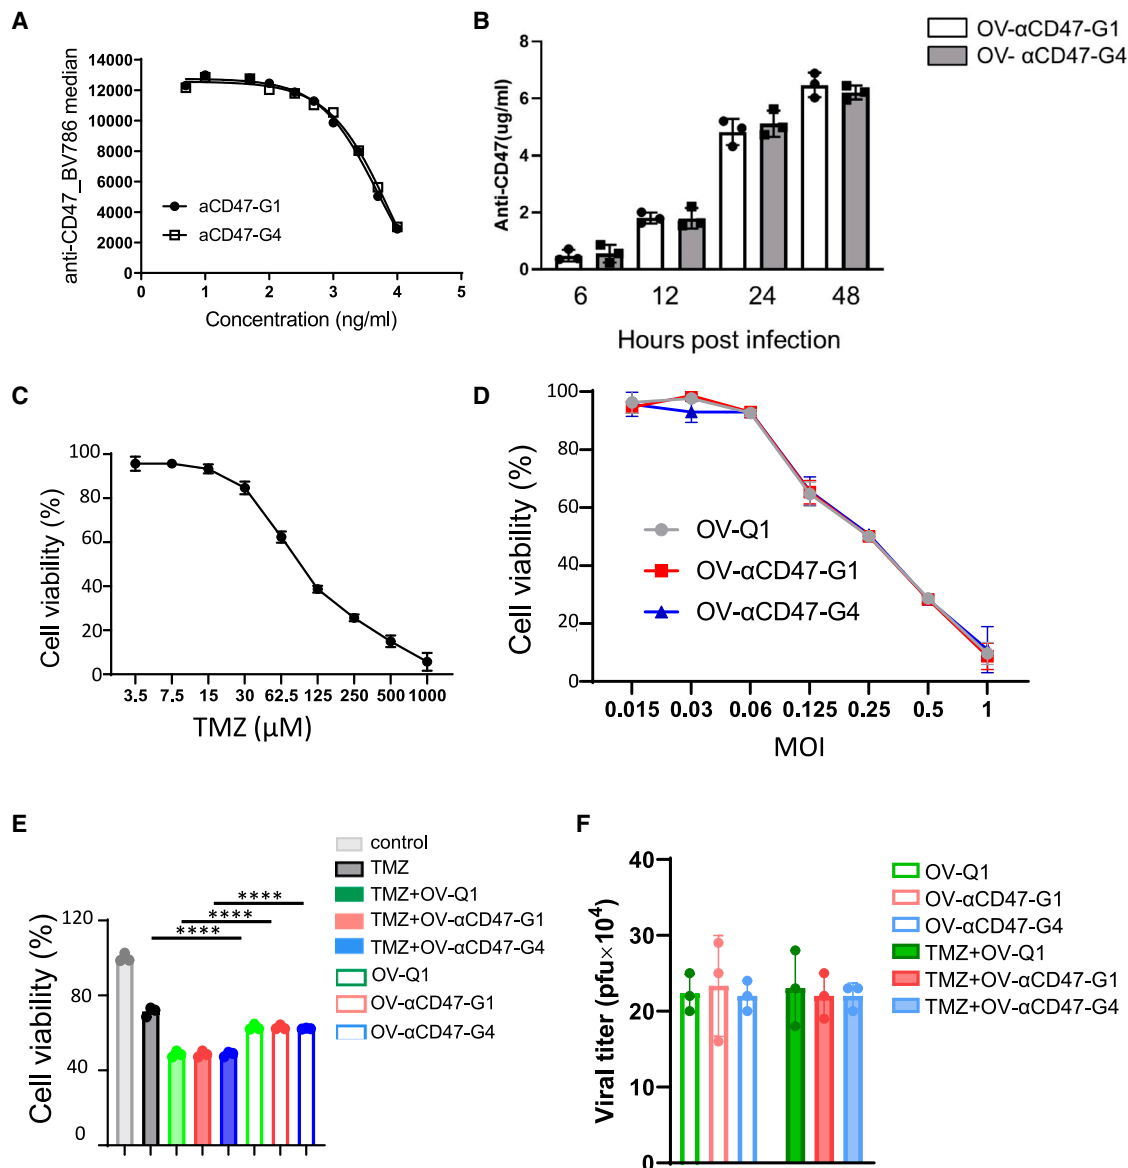 A
anti-CD47_BV786 median
14000
12000
10000
8000
6000
4000
2000
0
aCD47-G1
aCD47-G4
0 1 2 3 4 5
Concentration (ng/ml)
B
OV-αCD47-G1
OV- αCD47-G4
Anti-CD47(ug/ml)
8
6
4
2
0
6 12 24 48
Hours post infection
C
Cell viability (%)
100
80
60
40
20
0
3.5 7.5 15 30 62.5 125 250 500 1000
TMZ (μM)
D
Cell viability (%)
100
80
60
40
20
0
OV-Q1
OV-αCD47-G1
OV-αCD47-G4
0.015 0.03 0.06 0.125 0.25 0.5 1
MOI
E
control
TMZ
TMZ+OV-Q1
TMZ+OV-αCD47-G1
TMZ+OV-αCD47-G4
OV-Q1
OV-αCD47-G1
OV-αCD47-G4
****
****
****
Cell viability (%)
120
80
40
0
F
Viral titer (pfu×10⁴)
40
30
20
10
0
OV-Q1
OV-αCD47-G1
OV-αCD47-G4
TMZ+OV-Q1
TMZ+OV-αCD47-G1
TMZ+OV-αCD47-G4